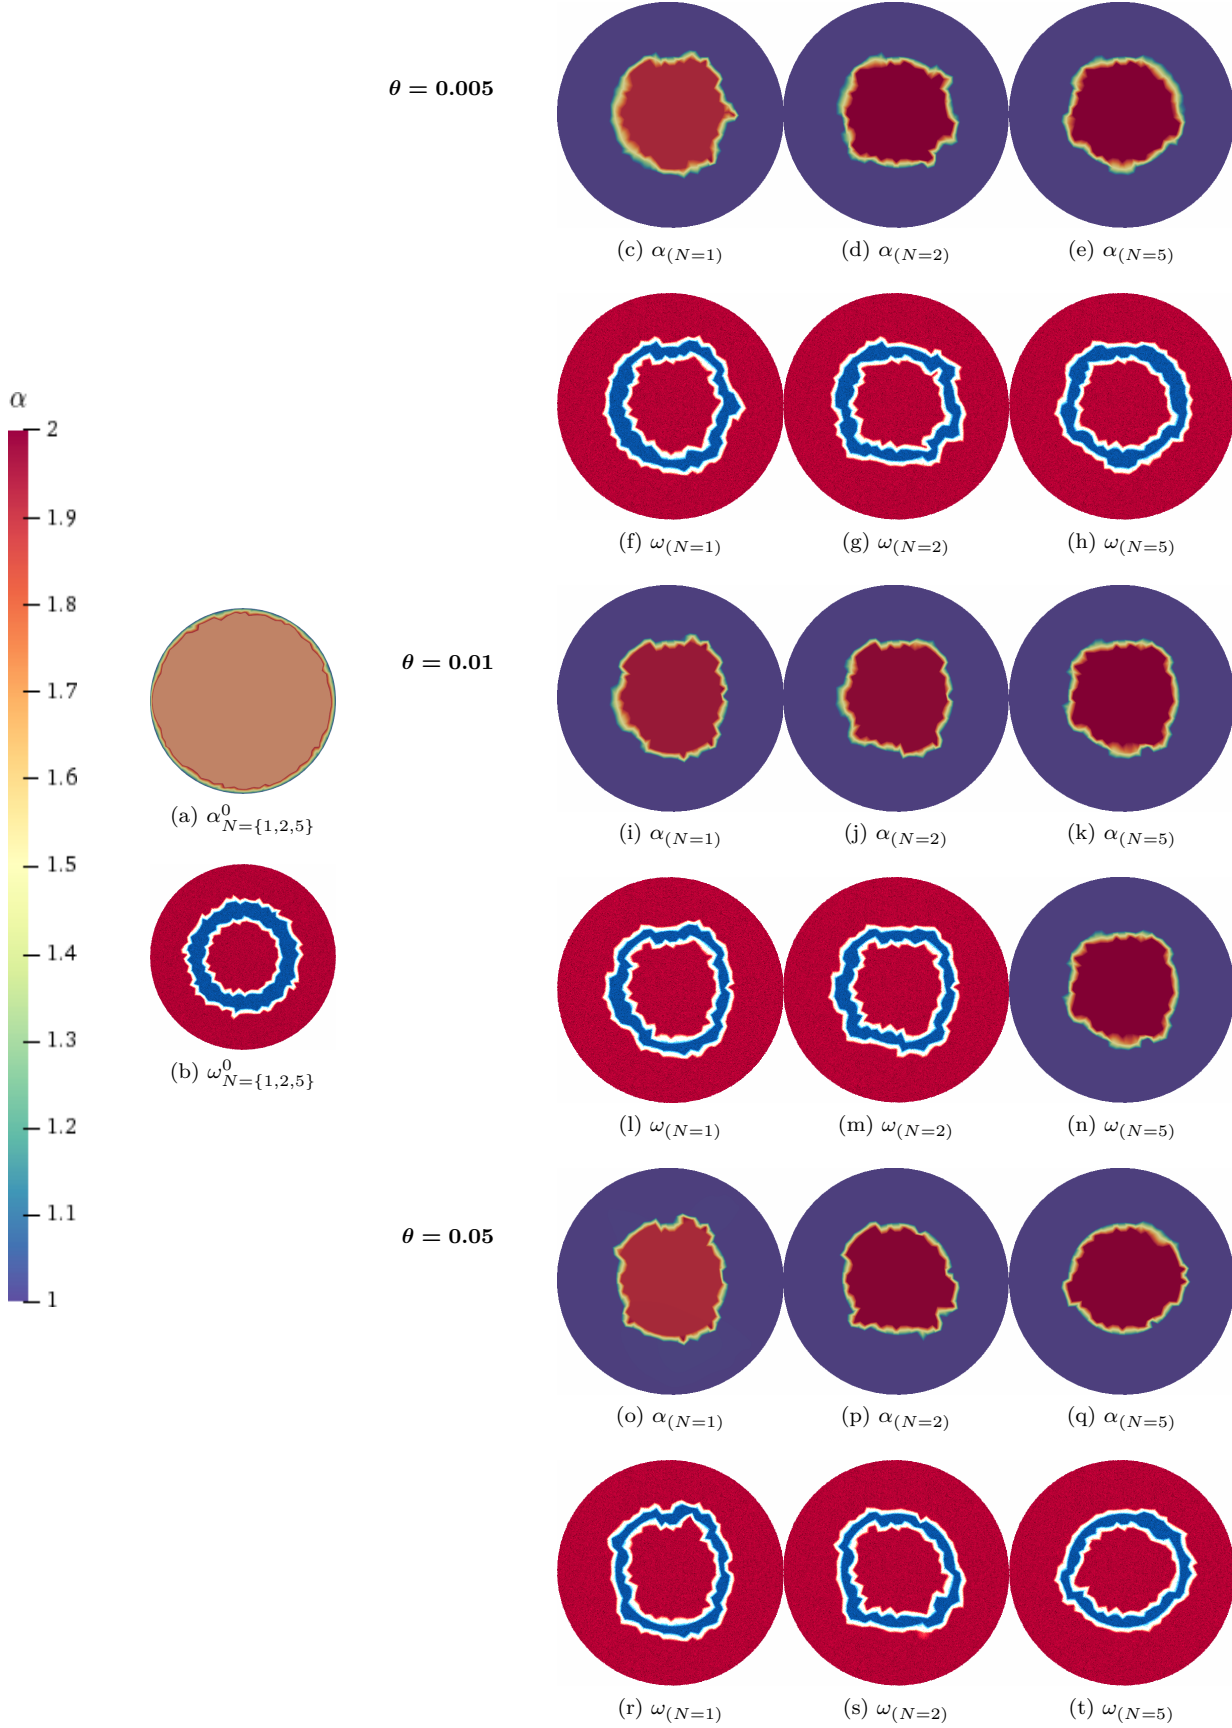 θ = 0.005
(c) α(N=1)
(d) α(N=2)
(e) α(N=5)
(f) ω(N=1)
(g) ω(N=2)
(h) ω(N=5)
α
2
1.9
1.8
1.7
1.6
1.5
1.4
1.3
1.2
1.1
1
(a) α⁰N={1,2,5}
(b) ω⁰N={1,2,5}
θ = 0.01
(i) α(N=1)
(j) α(N=2)
(k) α(N=5)
(l) ω(N=1)
(m) ω(N=2)
(n) ω(N=5)
θ = 0.05
(o) α(N=1)
(p) α(N=2)
(q) α(N=5)
(r) ω(N=1)
(s) ω(N=2)
(t) ω(N=5)